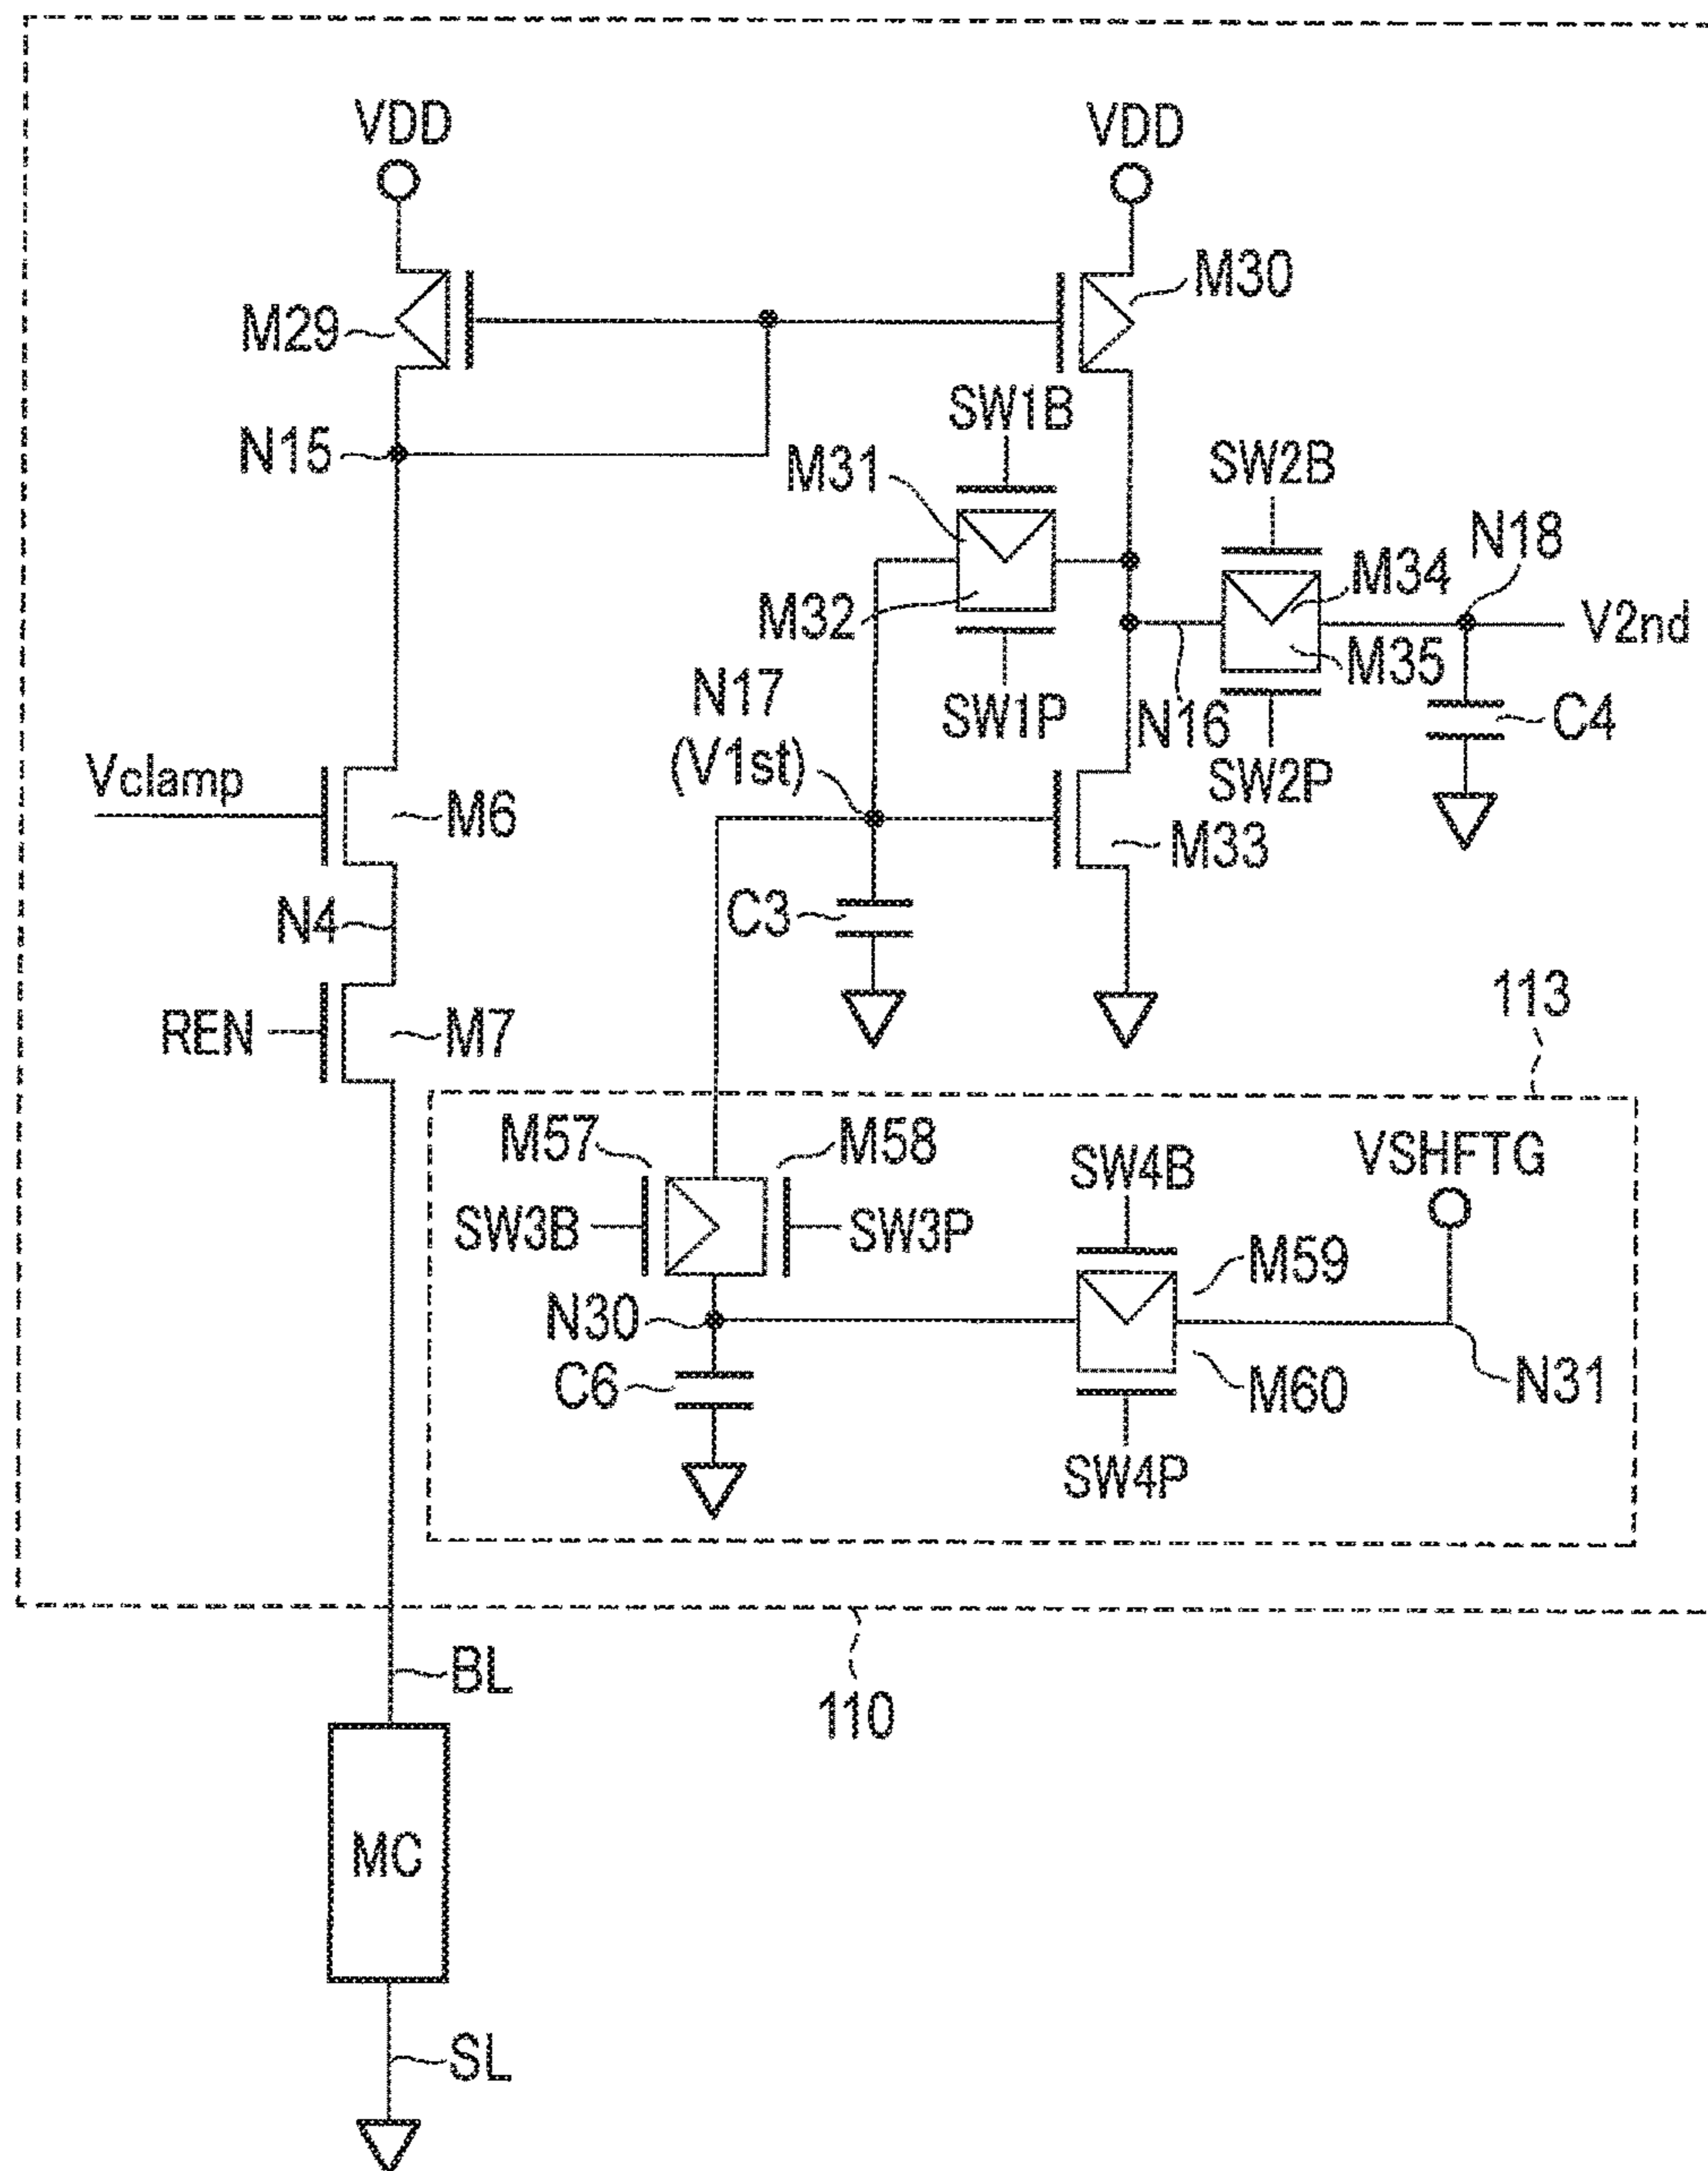 VDD
VDD
M29
M30
SW1B
N15
M31
SW2B
N18
M34
M32
V2nd
M35
N17
(V1st)
SW1P
N16
C4
SW2P
Vclamp
M6
M33
C3
N4
113
REN
M7
M57
M58
SW4B
VSHFTG
SW3B
SW3P
M59
N30
C6
M60
N31
SW4P
BL
110
MC
SL